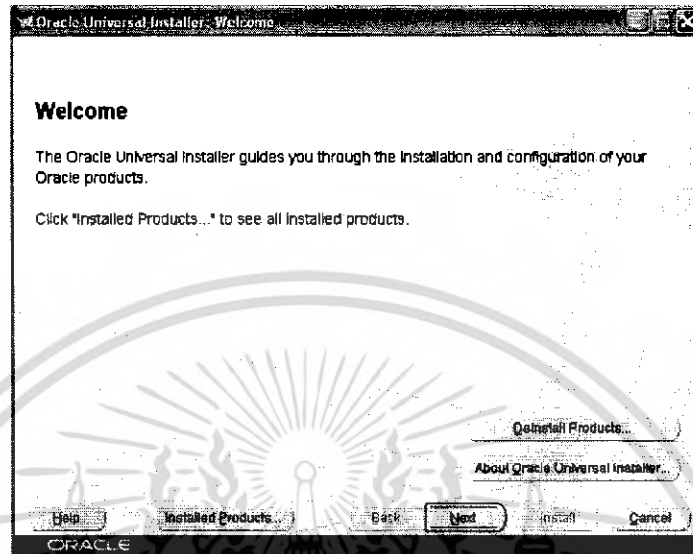 Oracle Universal Installer: Welcome
Welcome
The Oracle Universal Installer guides you through the installation and configuration of your
Oracle products.
Click "Installed Products..." to see all installed products.
Deinstall Products...
About Oracle Universal Installer...
Help Installed Products... Back Next Install Cancel
ORACLE